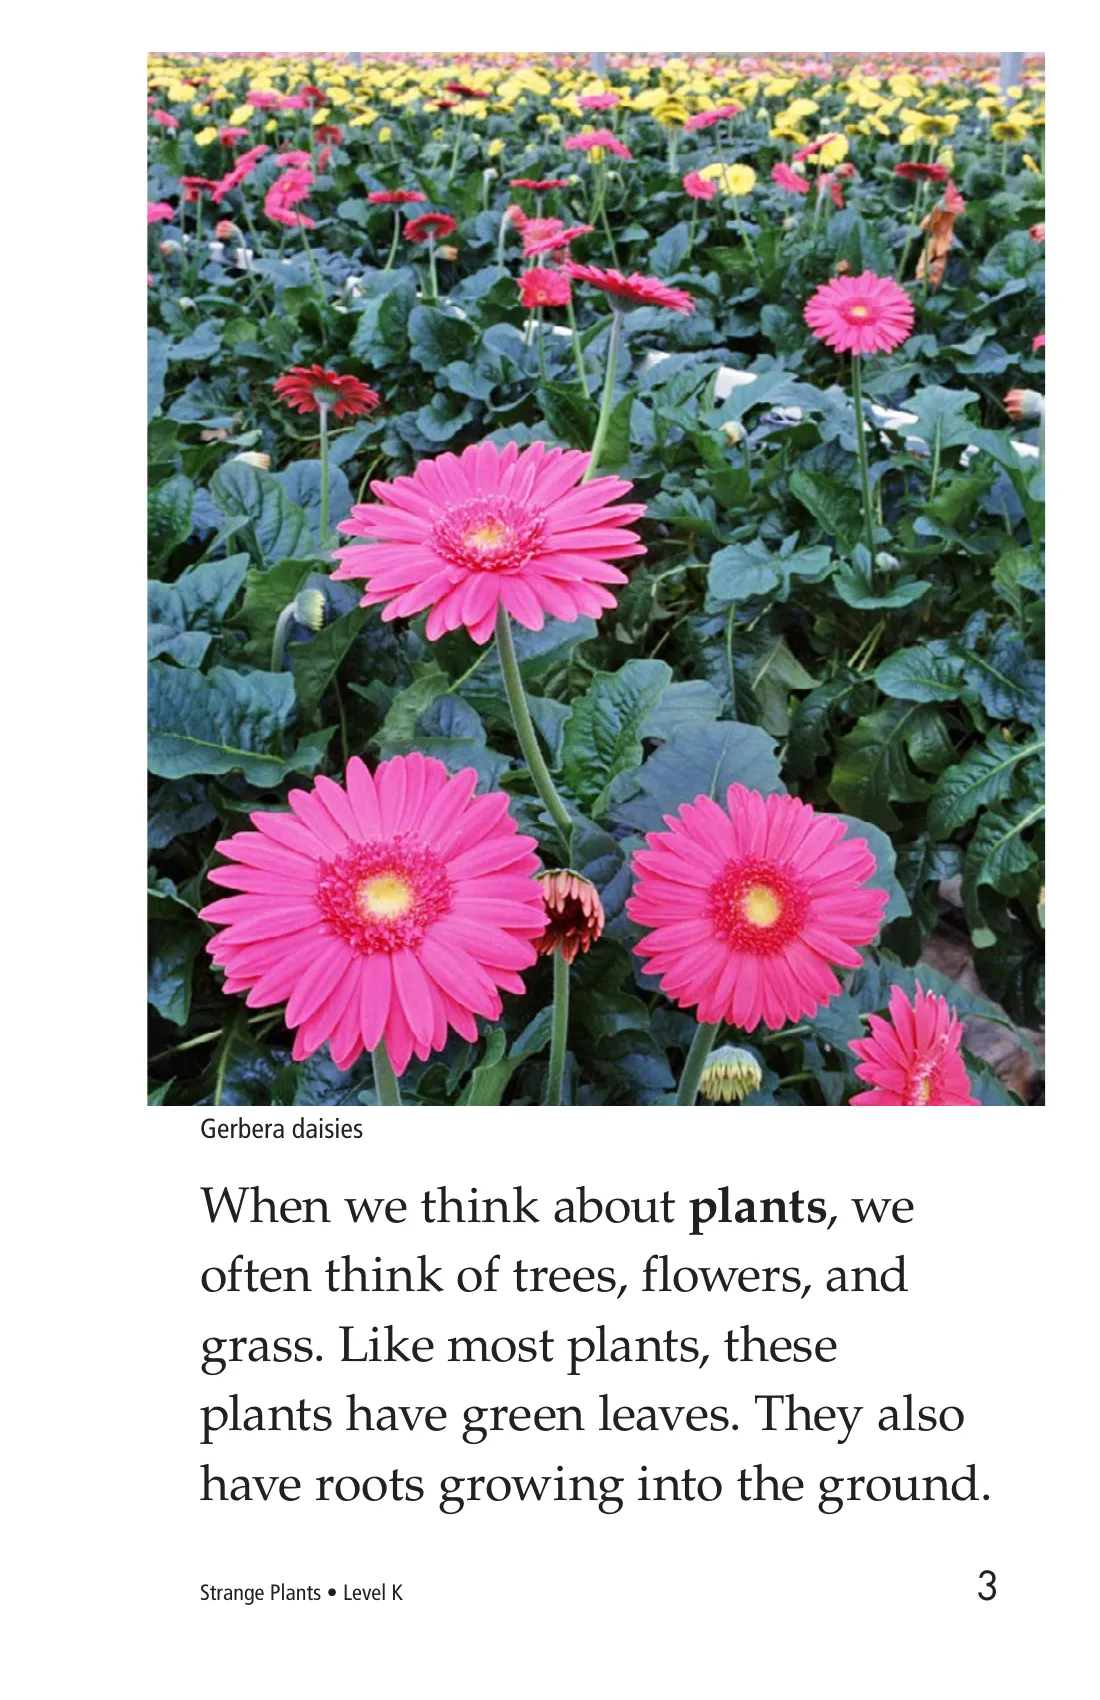 Gerbera daisies
When we think about plants, we
often think of trees, flowers, and
grass. Like most plants, these
plants have green leaves. They also
have roots growing into the ground.
Strange Plants • Level K
3